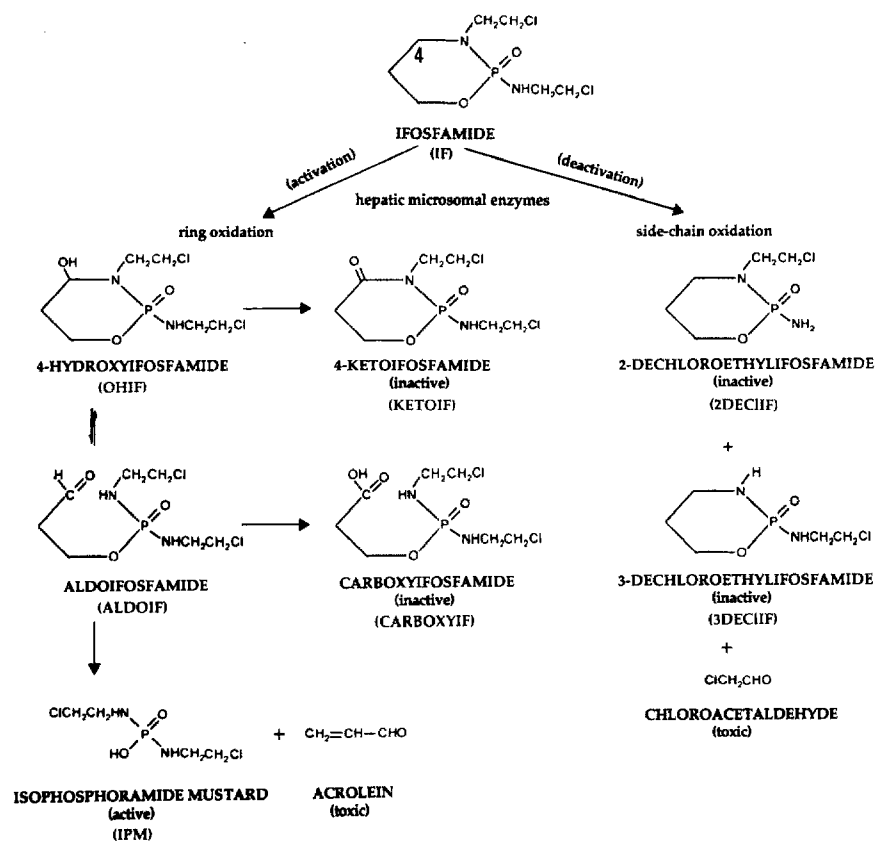 CH₂CH₂Cl
4
N
O
P
NHCH₂CH₂Cl
O
IFOSFAMIDE
(IF)
(activation)
(deactivation)
hepatic microsomal enzymes
ring oxidation
side-chain oxidation
OH
CH₂CH₂Cl
N
O
P
NHCH₂CH₂Cl
O
4-HYDROXYIFOSFAMIDE
(OHIF)
O
CH₂CH₂Cl
N
O
P
NHCH₂CH₂Cl
O
4-KETOIFOSFAMIDE
(inactive)
(KETOIF)
CH₂CH₂Cl
N
O
P
NH₂
O
2-DECHLOROETHYLIFOSFAMIDE
(inactive)
(2DEClIF)
+
H
O
C
CH₂CH₂Cl
HN
O
P
NHCH₂CH₂Cl
O
ALDOIFOSFAMIDE
(ALDOIF)
OH
O
C
CH₂CH₂Cl
HN
O
P
NHCH₂CH₂Cl
O
CARBOXYIFOSFAMIDE
(inactive)
(CARBOXYIF)
H
N
O
P
NHCH₂CH₂Cl
O
3-DECHLOROETHYLIFOSFAMIDE
(inactive)
(3DEClIF)
+
ClCH₂CHO
CHLOROACETALDEHYDE
(toxic)
ClCH₂CH₂HN
O
P
HO
NHCH₂CH₂Cl
ISOPHOSPHORAMIDE MUSTARD
(active)
(IPM)
+
CH₂=CH—CHO
ACROLEIN
(toxic)